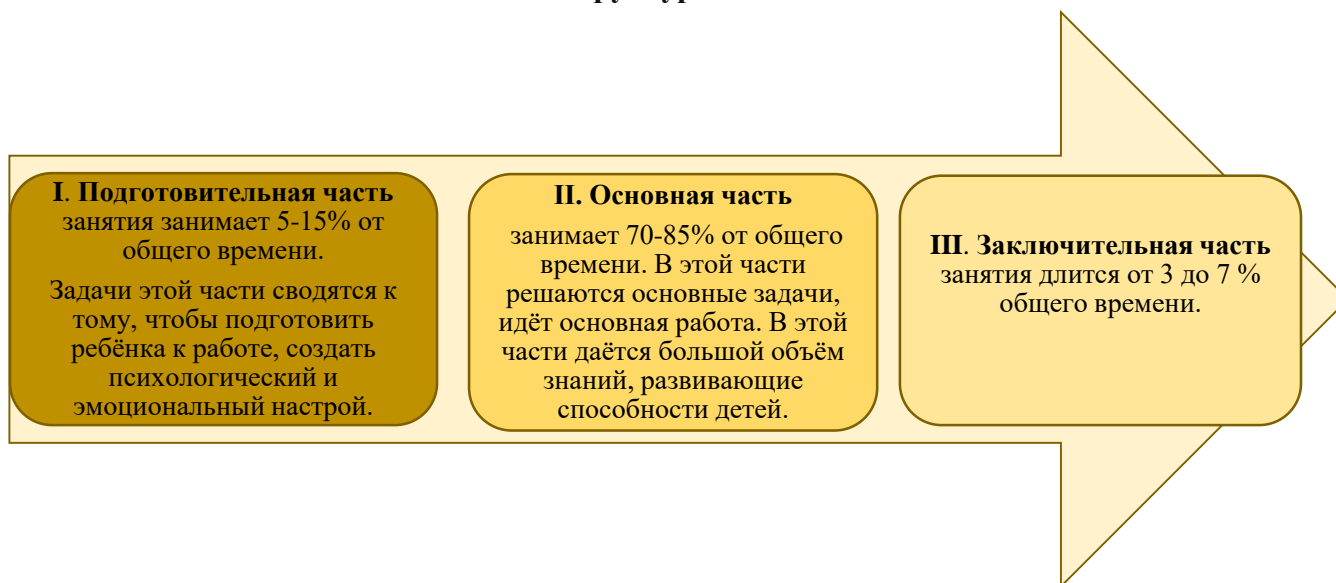 I. Подготовительная часть
занятия занимает 5-15% от
общего времени.
Задачи этой части сводятся к
тому, чтобы подготовить
ребёнка к работе, создать
психологический и
эмоциональный настрой.
II. Основная часть
занимает 70-85% от общего
времени. В этой части
решаются основные задачи,
идёт основная работа. В этой
части даётся большой объём
знаний, развивающие
способности детей.
III. Заключительная часть
занятия длится от 3 до 7 %
общего времени.